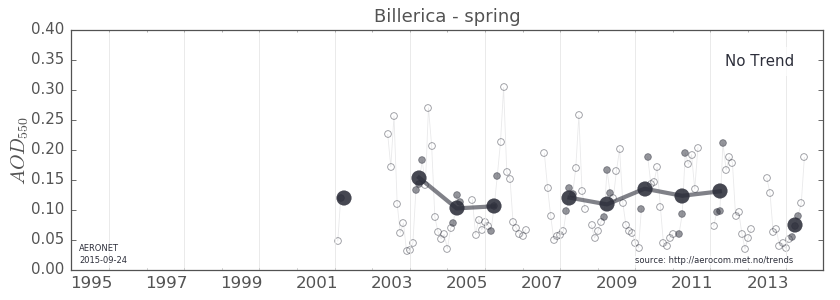 Billerica - spring
0.40
0.35
0.30
0.25
0.20
0.15
0.10
0.05
0.00
AOD550
No Trend
AERONET
2015-09-24
source: http://aerocom.met.no/trends
1995 1997 1999 2001 2003 2005 2007 2009 2011 2013